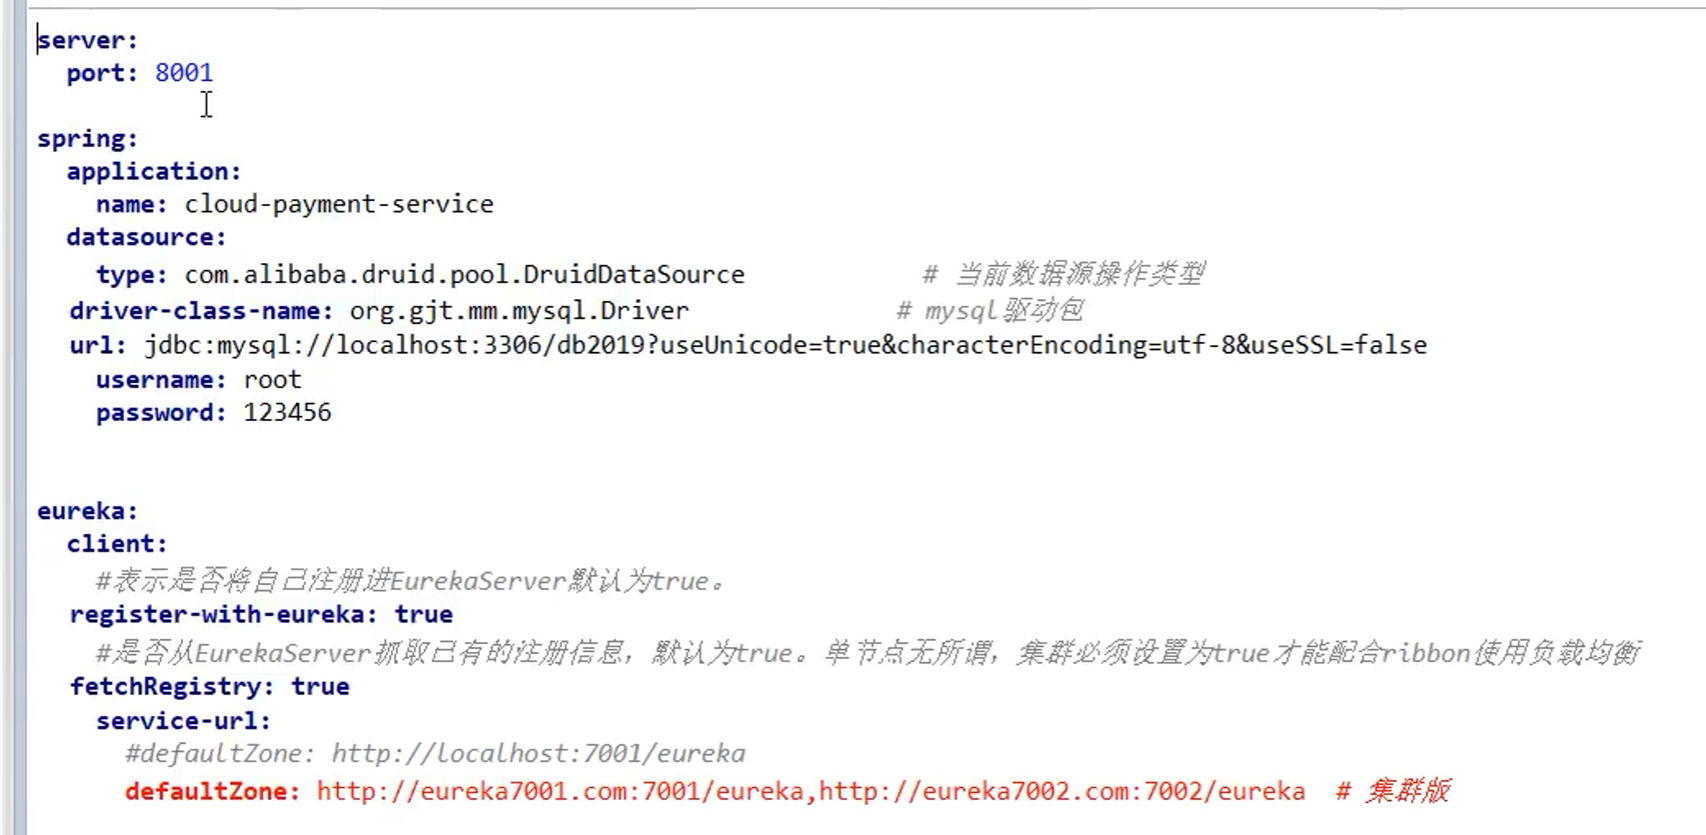 server:
  port: 8001

spring:
  application:
    name: cloud-payment-service
  datasource:
    type: com.alibaba.druid.pool.DruidDataSource            # 当前数据源操作类型
  driver-class-name: org.gjt.mm.mysql.Driver              # mysql驱动包
  url: jdbc:mysql://localhost:3306/db2019?useUnicode=true&characterEncoding=utf-8&useSSL=false
    username: root
    password: 123456

eureka:
  client:
    #表示是否将自己注册进EurekaServer默认为true。
  register-with-eureka: true
    #是否从EurekaServer抓取已有的注册信息，默认为true。单节点无所谓，集群必须设置为true才能配合ribbon使用负载均衡
  fetchRegistry: true
    service-url:
      #defaultZone: http://localhost:7001/eureka
      defaultZone: http://eureka7001.com:7001/eureka,http://eureka7002.com:7002/eureka  # 集群版